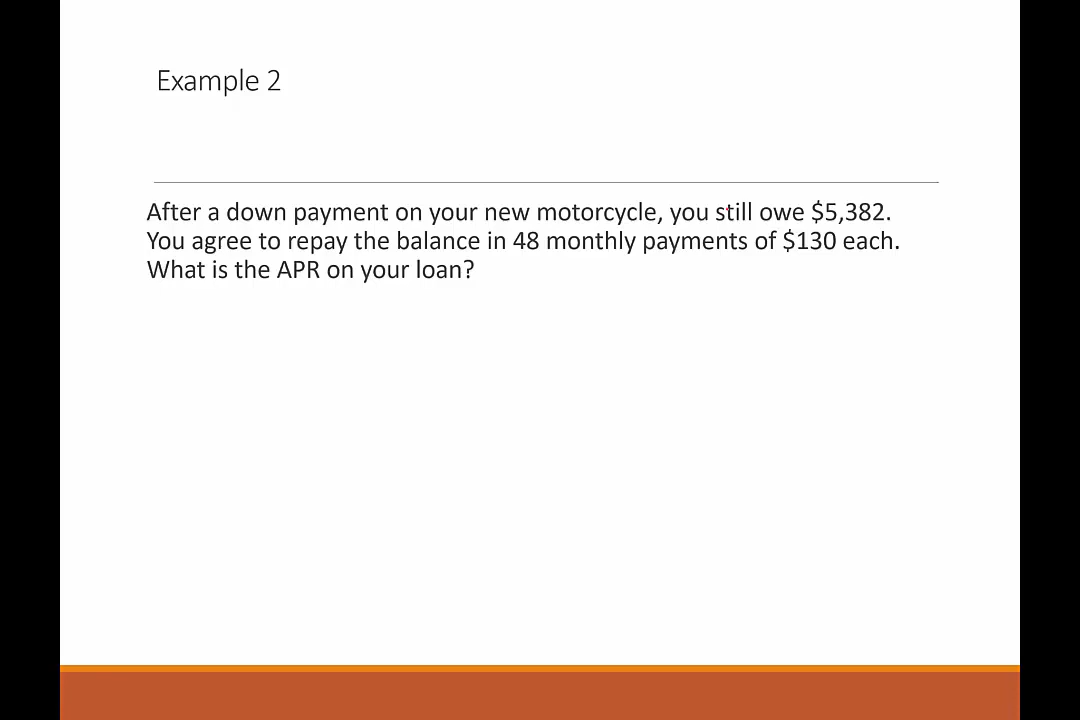 Example 2
After a down payment on your new motorcycle, you still owe $5,382.
You agree to repay the balance in 48 monthly payments of $130 each.
What is the APR on your loan?